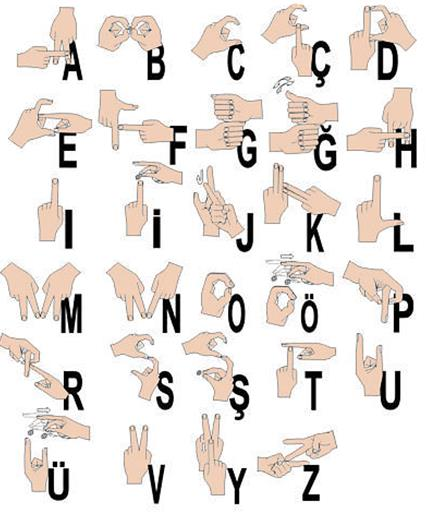 A B C Ç D
E F G Ğ H
I İ J K L
M N O Ö P
R S Ş T U
Ü V Y Z